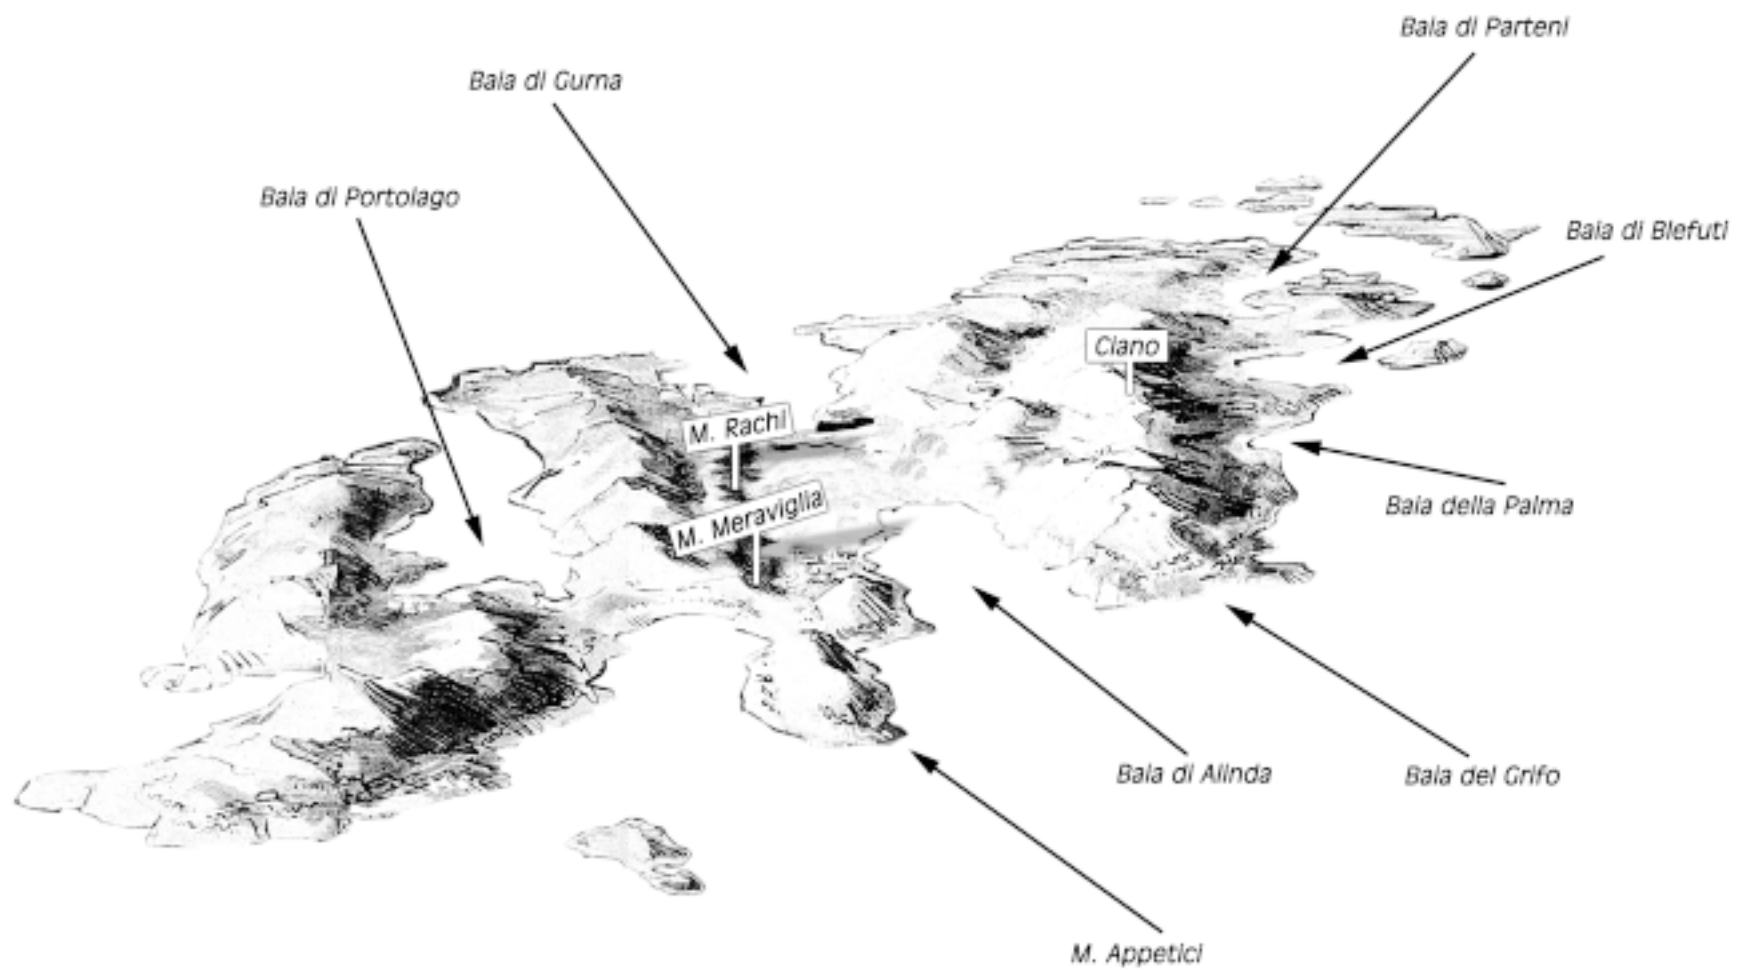 Baia di Parteni
Baia di Gurna
Baia di Portolago
Baia di Blefuti
Ciano
M. Rachi
Baia della Palma
M. Meraviglia
Baia di Alinda
Baia del Grifo
M. Appetici